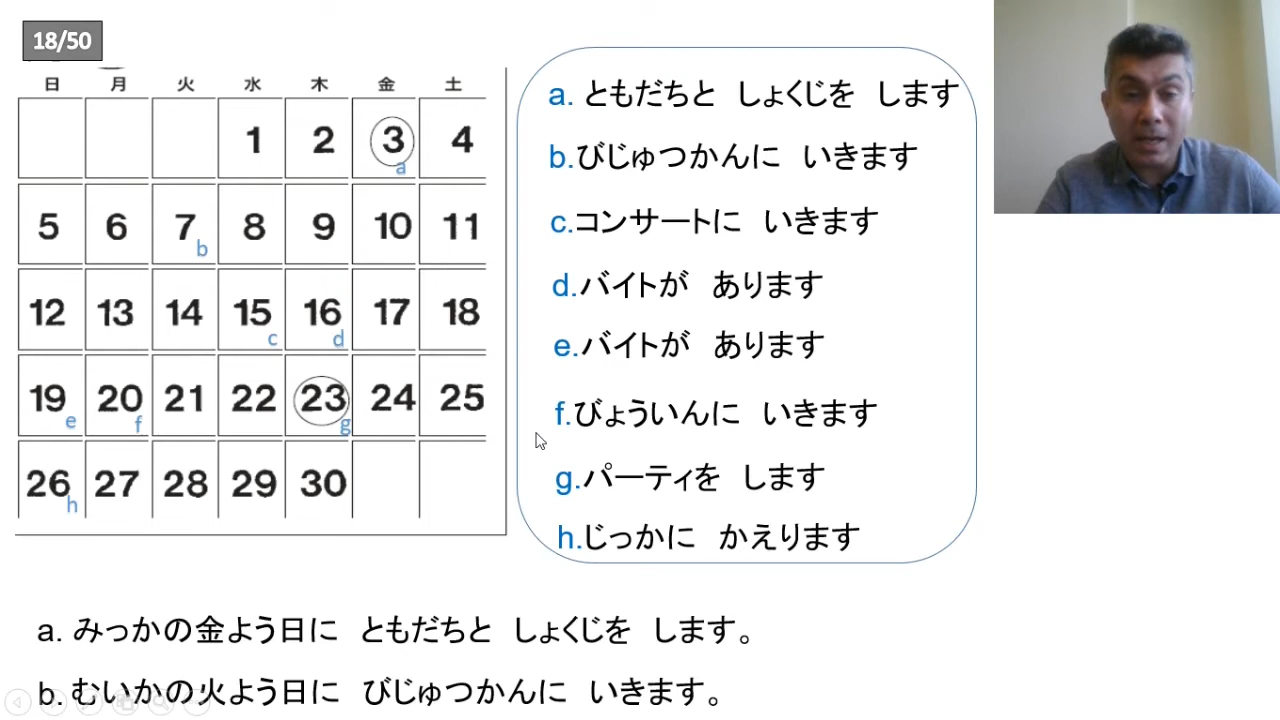 18/50
日 月 火 水 木 金 土
1 2 3 4
a
5 6 7 8 9 10 11
b
12 13 14 15 16 17 18
c d
19 20 21 22 23 24 25
e f g
26 27 28 29 30
h
a. ともだちと しょくじを します
b.びじゅつかんに いきます
c.コンサートに いきます
d.バイトが あります
e.バイトが あります
f.びょういんに いきます
g.パーティを します
h.じっかに かえります
a. みっかの金よう日に ともだちと しょくじを します。
b. むいかの火よう日に びじゅつかんに いきます。